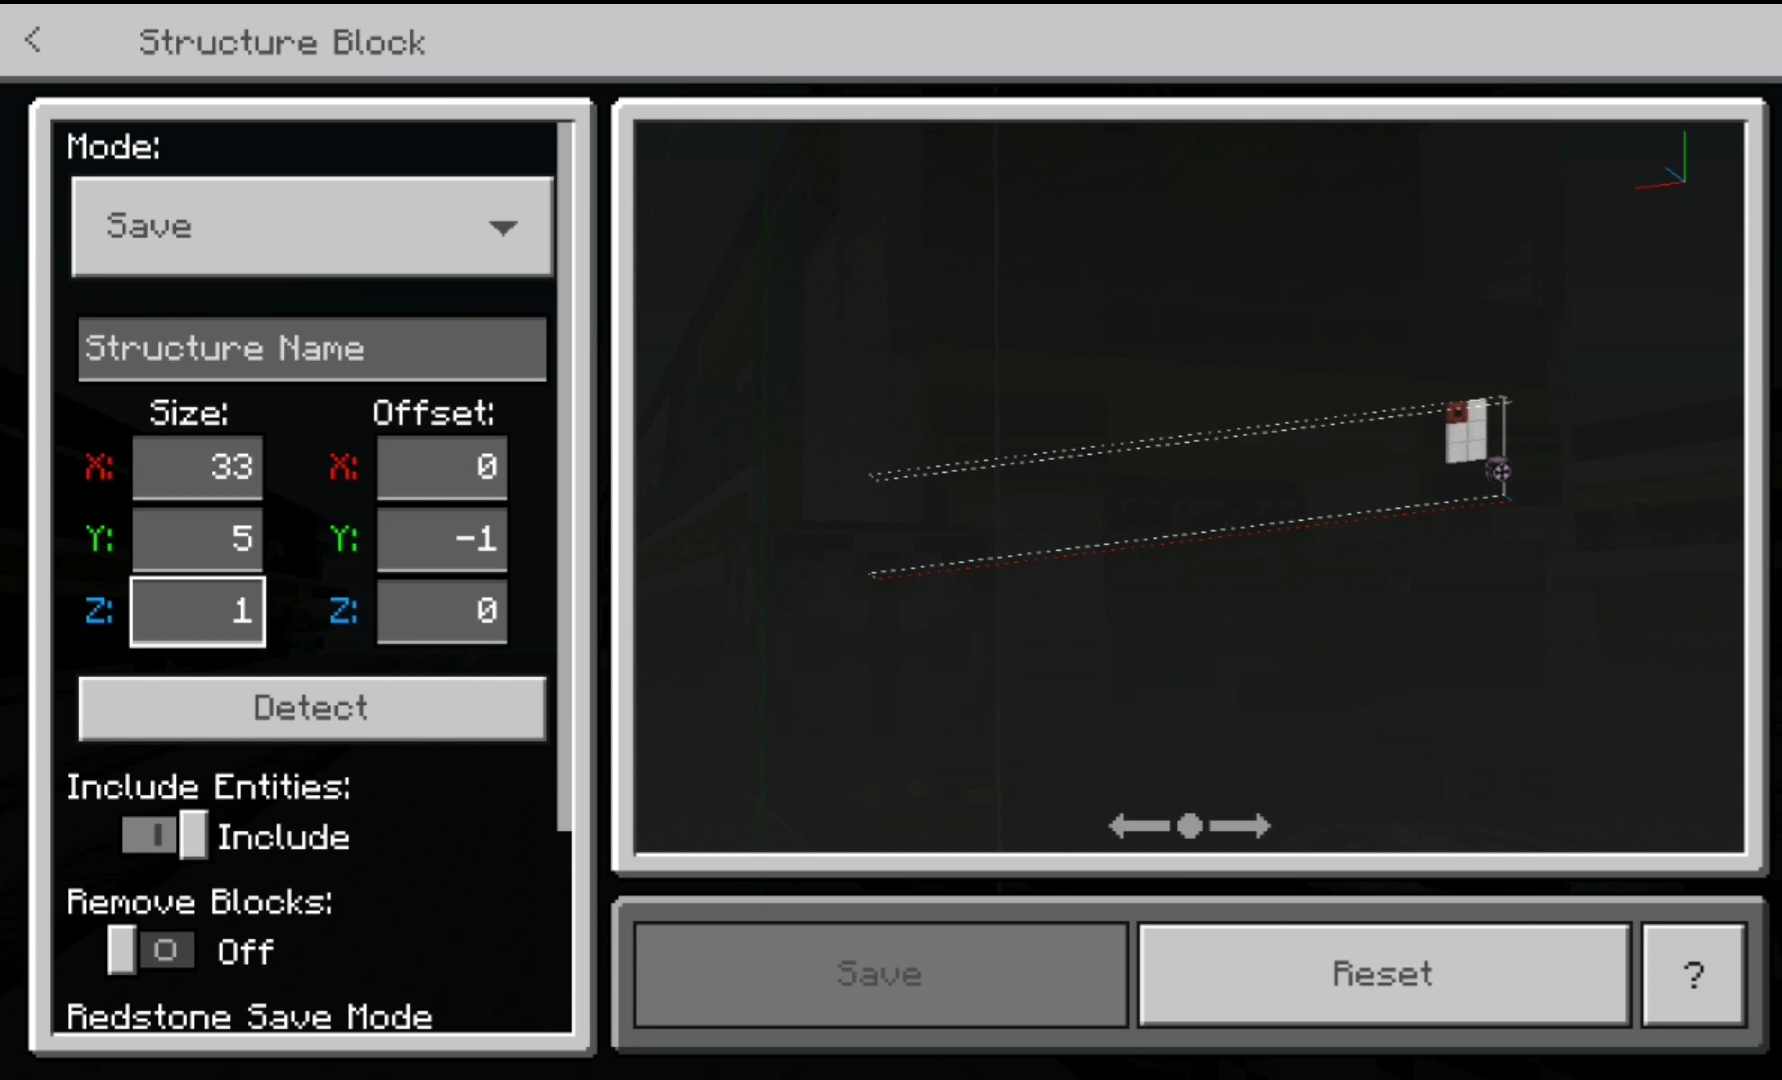 Structure Block
Mode:
Save
Structure Name
Size: Offset:
X: 33 X: 0
Y: 5 Y: -1
Z: 1 Z: 0
Detect
Include Entities:
Include
Remove Blocks:
Off
Redstone Save Mode
Save Reset ?